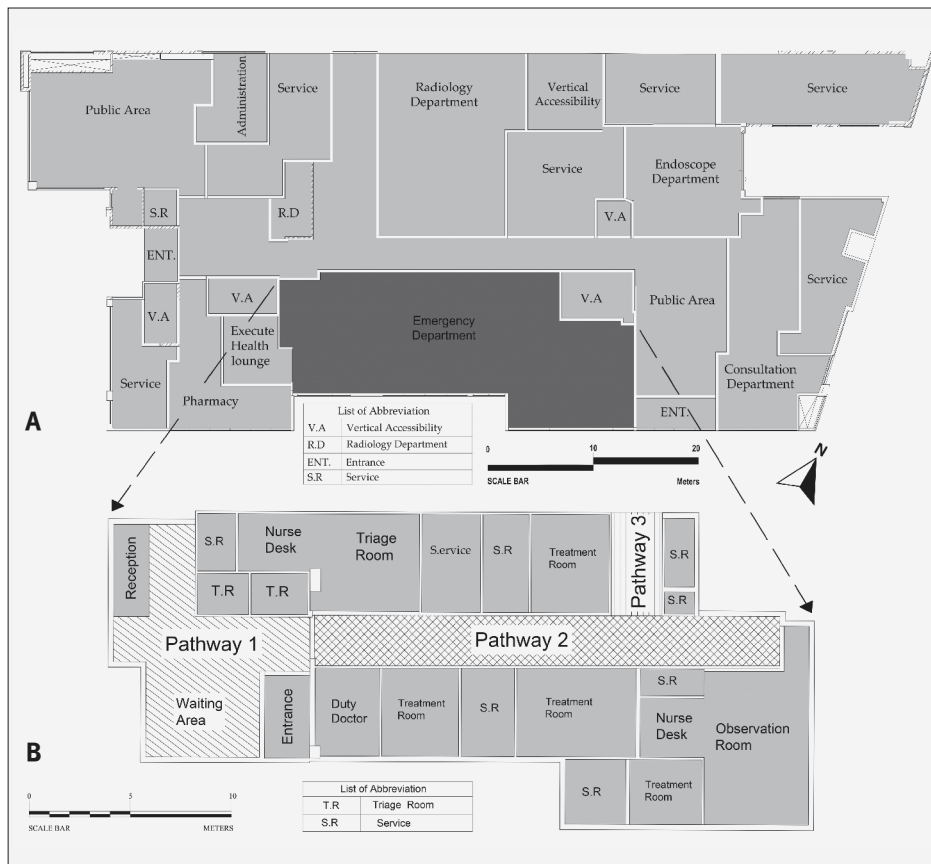 Public Area
Administration
Service
Radiology
Department
Vertical
Accessibility
Service
Service
Service
Endoscope
Department
S.R
R.D
V.A
ENT.
V.A
V.A
Emergency
Department
V.A
Public Area
Service
Execute
Health
lounge
Service
Pharmacy
Consultation
Department
ENT.
A
List of Abbreviation
V.A Vertical Accessibility
R.D Radiology Department
ENT. Entrance
S.R Service
0 10 20
SCALE BAR Meters
N
Reception
S.R
Nurse
Desk
Triage
Room
S.ervice
S.R
Treatment
Room
Pathway 3
S.R
T.R
T.R
S.R
Pathway 1
Pathway 2
Waiting
Area
Entrance
Duty
Doctor
Treatment
Room
S.R
Treatment
Room
S.R
Nurse
Desk
Observation
Room
S.R
Treatment
Room
B
List of Abbreviation
T.R Triage Room
S.R Service
0 5 10
SCALE BAR METERS